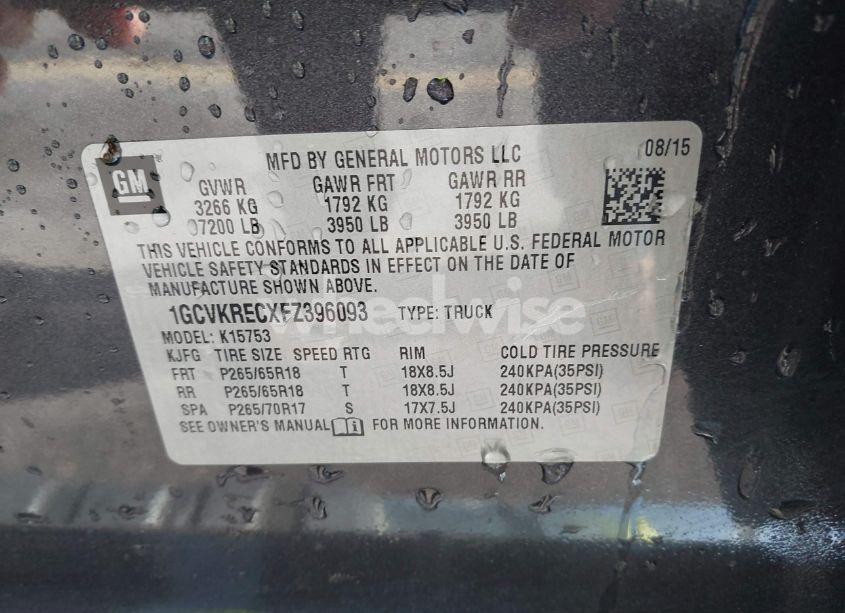 GM
MFD BY GENERAL MOTORS LLC 08/15
GVWR GAWR FRT GAWR RR
3266 KG 1792 KG 1792 KG
7200 LB 3950 LB 3950 LB
THIS VEHICLE CONFORMS TO ALL APPLICABLE U.S. FEDERAL MOTOR
VEHICLE SAFETY STANDARDS IN EFFECT ON THE DATE OF
MANUFACTURE SHOWN ABOVE.
1GCVKRECXFZ396093 TYPE: TRUCK
wheelwise
MODEL: K15753
KJFG TIRE SIZE SPEED RTG RIM COLD TIRE PRESSURE
FRT P265/65R18 T 18X8.5J 240KPA(35PSI)
RR P265/65R18 T 18X8.5J 240KPA(35PSI)
SPA P265/70R17 S 17X7.5J 240KPA(35PSI)
SEE OWNER'S MANUAL FOR MORE INFORMATION.